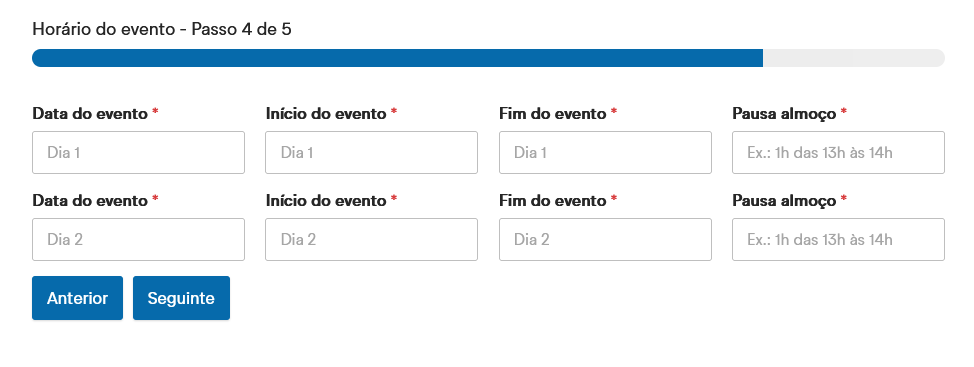 Horário do evento - Passo 4 de 5
Data do evento * Início do evento * Fim do evento * Pausa almoço *
Dia 1 Dia 1 Dia 1 Ex.: 1h das 13h às 14h
Data do evento * Início do evento * Fim do evento * Pausa almoço *
Dia 2 Dia 2 Dia 2 Ex.: 1h das 13h às 14h
Anterior Seguinte